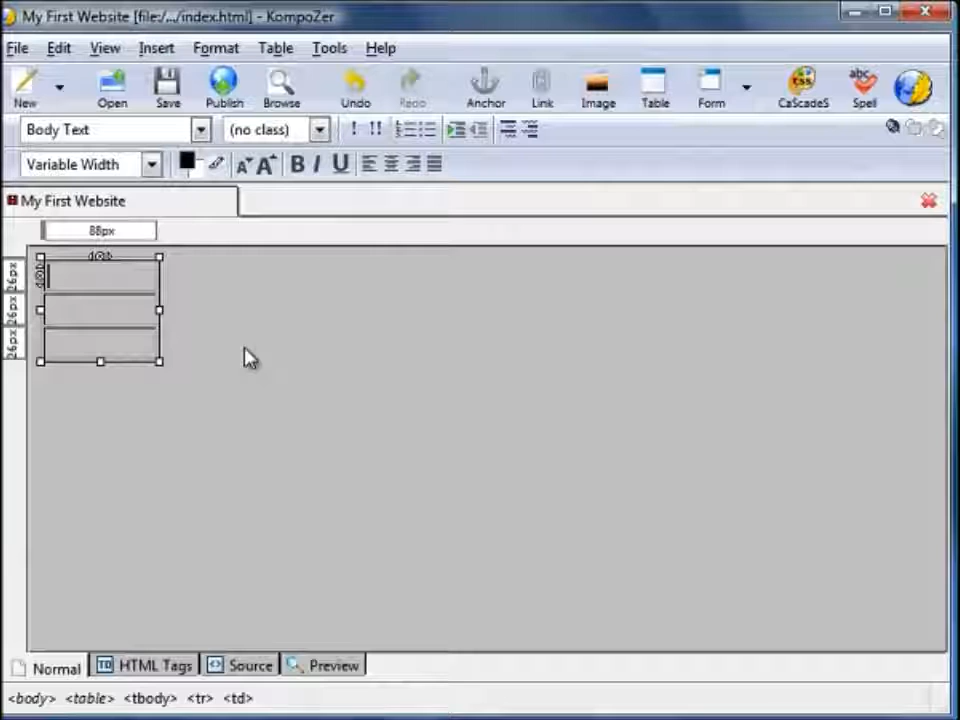 My First Website [file:/.../index.html] - KompoZer
File Edit View Insert Format Table Tools Help
New Open Save Publish Browse Undo Redo Anchor Link Image Table Form CaScadeS Spell
Body Text (no class) ! !!
Variable Width A A B I U
My First Website
88px
26px
26px
26px
Normal HTML Tags Source Preview
<body> <table> <tbody> <tr> <td>